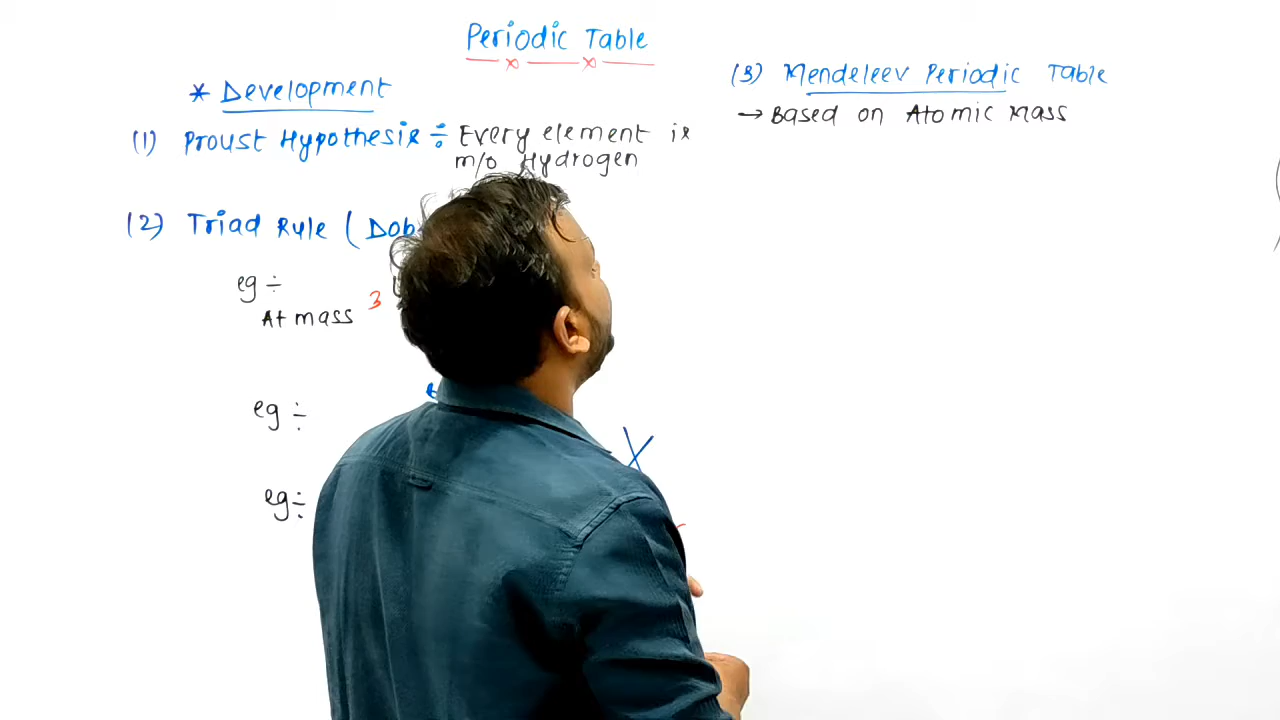 Periodic Table
* Development
(1) Proust Hypothesis ÷ Every element is
m/o Hydrogen
(2) Triad Rule (Dob
eg ÷
At mass 3
eg ÷
eg ÷
(3) Mendeleev Periodic Table
→ Based on Atomic Mass